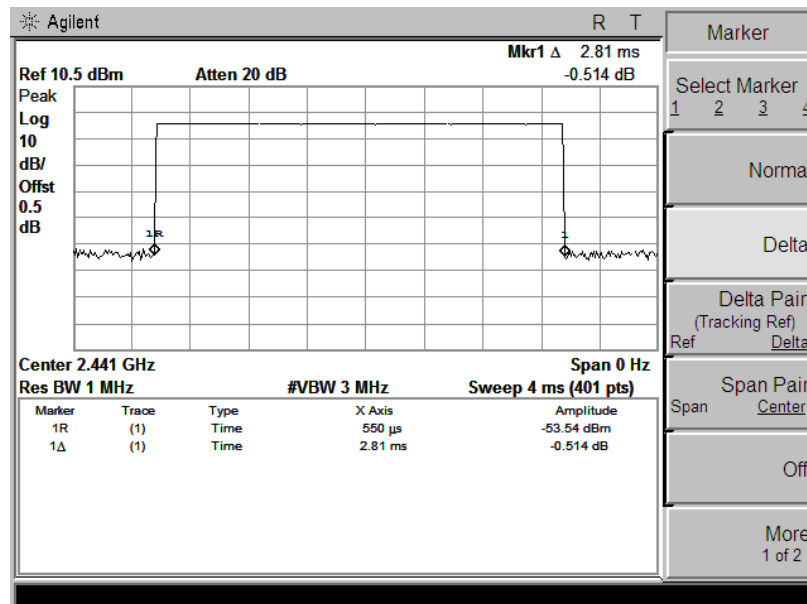 Agilent R T
Marker
Mkr1 Δ 2.81 ms
Ref 10.5 dBm Atten 20 dB -0.514 dB
Peak
Log
10
dB/
Offst
0.5
dB
1R
1
Center 2.441 GHz Span 0 Hz
Res BW 1 MHz #VBW 3 MHz Sweep 4 ms (401 pts)
Marker Trace Type X Axis Amplitude
1R (1) Time 550 µs -53.54 dBm
1Δ (1) Time 2.81 ms -0.514 dB
Select Marker
1 2 3 4
Norma
Delta
Delta Pair
(Tracking Ref)
Ref Delta
Span Pair
Span Center
Off
More
1 of 2